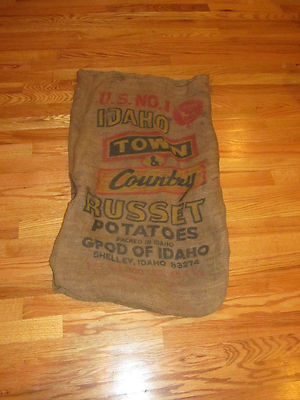 U.S. NO. 1
IDAHO
TOWN
&
Country
RUSSET
POTATOES
PACKED IN IDAHO
GPOD OF IDAHO
SHELLEY, IDAHO 83274